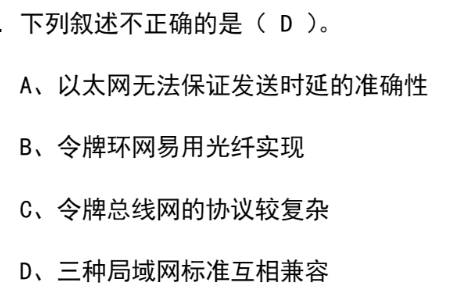 . 下列叙述不正确的是（ D ）。
A、以太网无法保证发送时延的准确性
B、令牌环网易用光纤实现
C、令牌总线网的协议较复杂
D、三种局域网标准互相兼容